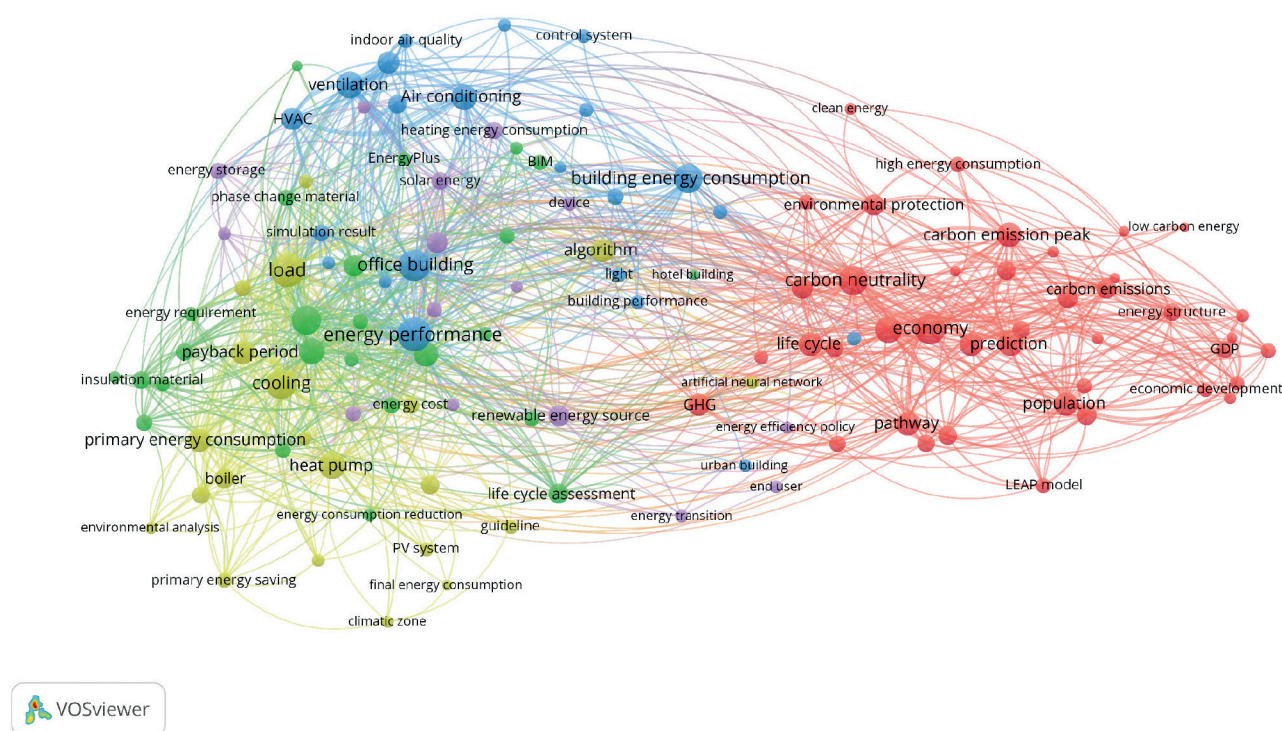 indoor air quality
control system
ventilation
Air conditioning
clean energy
HVAC
heating energy consumption
EnergyPlus
BIM
high energy consumption
energy storage
solar energy
building energy consumption
phase change material
device
environmental protection
low carbon energy
simulation result
carbon emission peak
algorithm
load
office building
light
hotel building
carbon neutrality
carbon emissions
building performance
energy requirement
energy structure
energy performance
economy
payback period
life cycle
prediction
GDP
insulation material
cooling
artificial neural network
economic development
energy cost
GHG
population
renewable energy source
pathway
energy efficiency policy
primary energy consumption
heat pump
urban building
boiler
end user
LEAP model
life cycle assessment
energy consumption reduction
energy transition
environmental analysis
guideline
PV system
primary energy saving
final energy consumption
climatic zone
VOSviewer